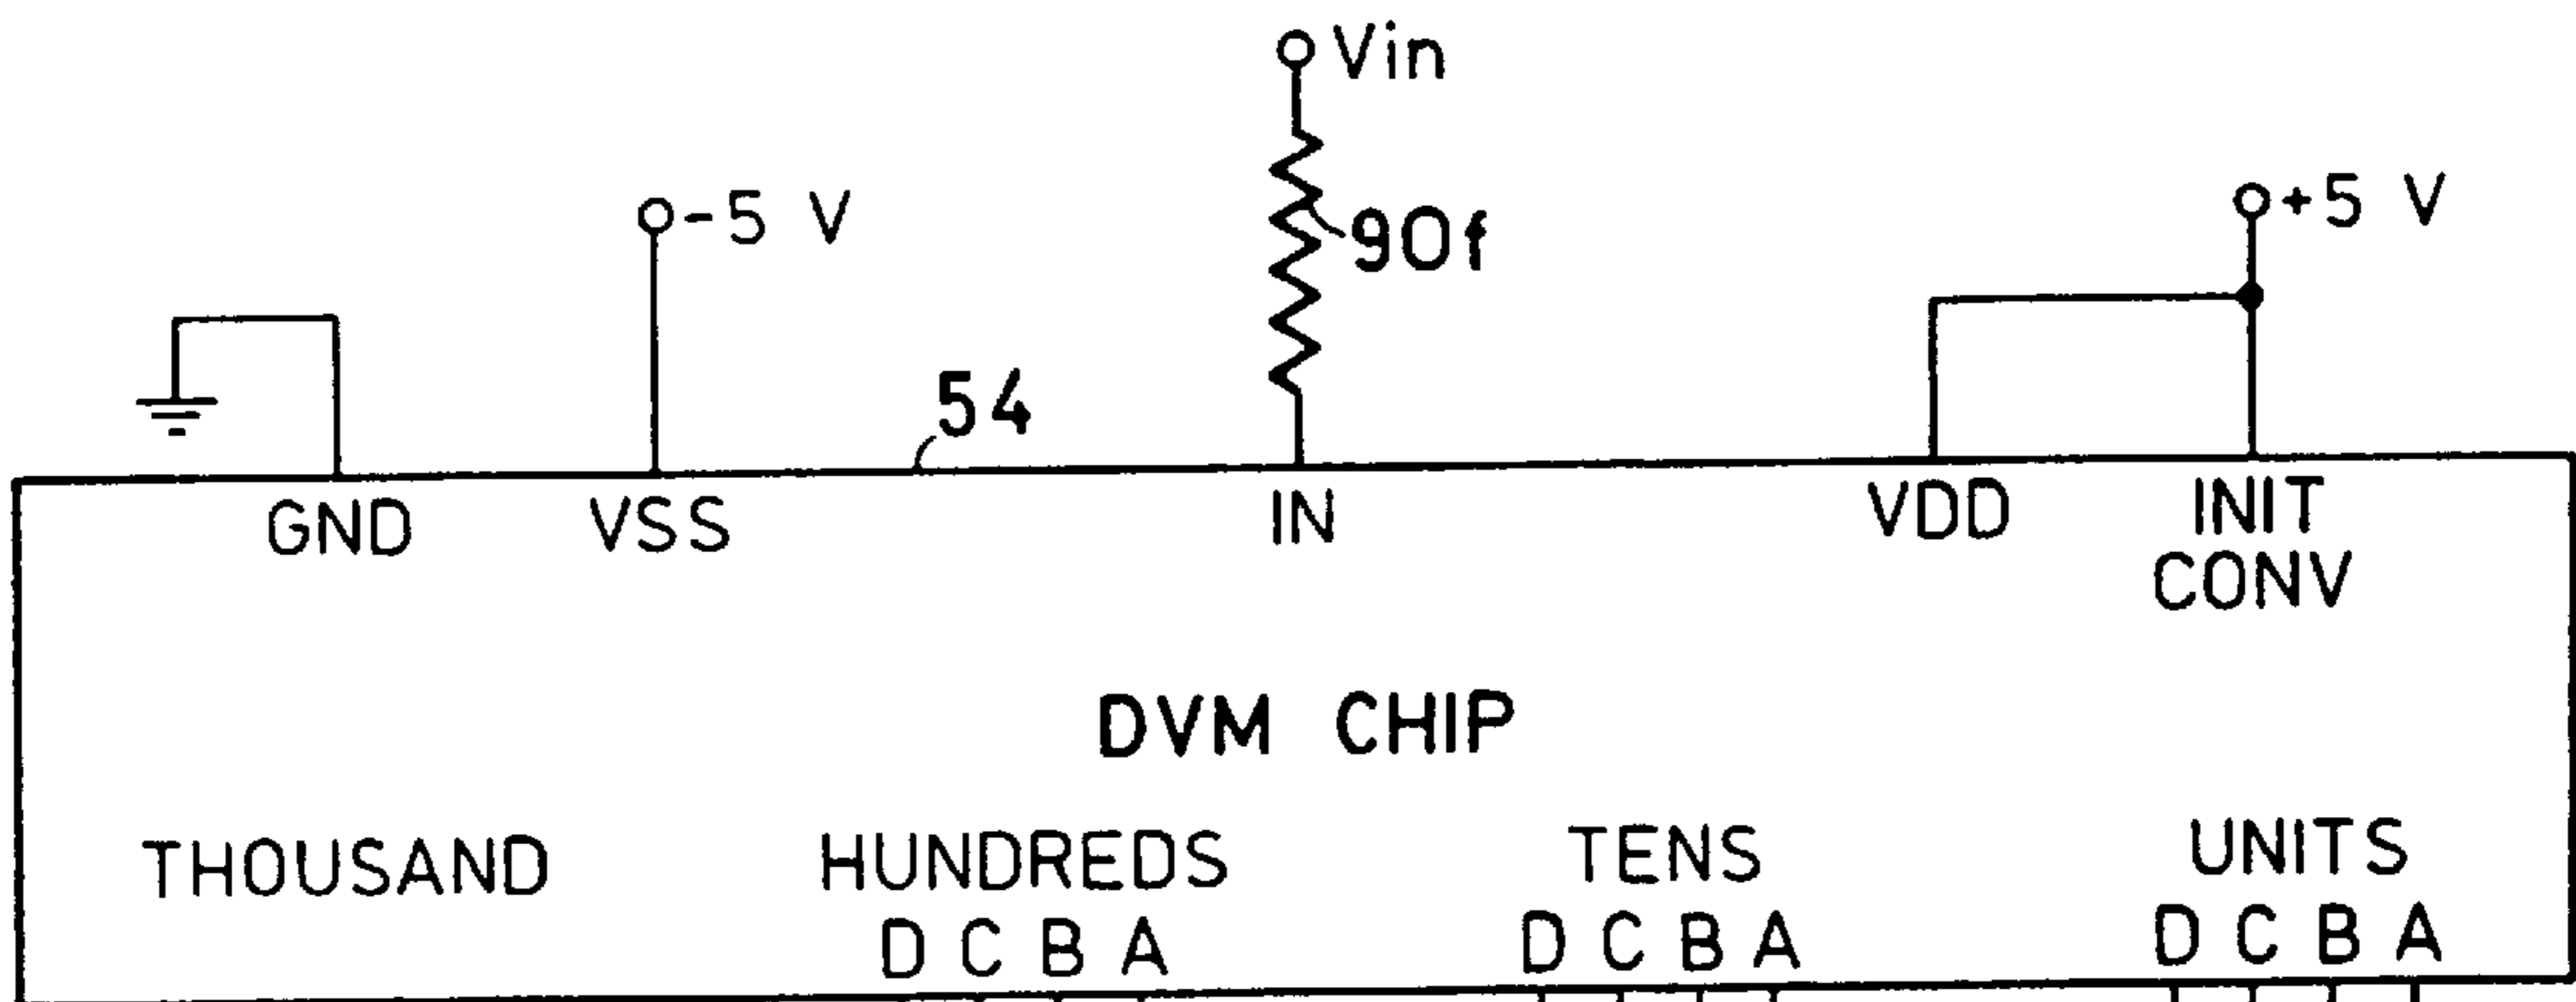 Vin
-5 V
90f
+5 V
54
GND VSS IN VDD INIT CONV
DVM CHIP
THOUSAND HUNDREDS TENS UNITS
D C B A D C B A D C B A